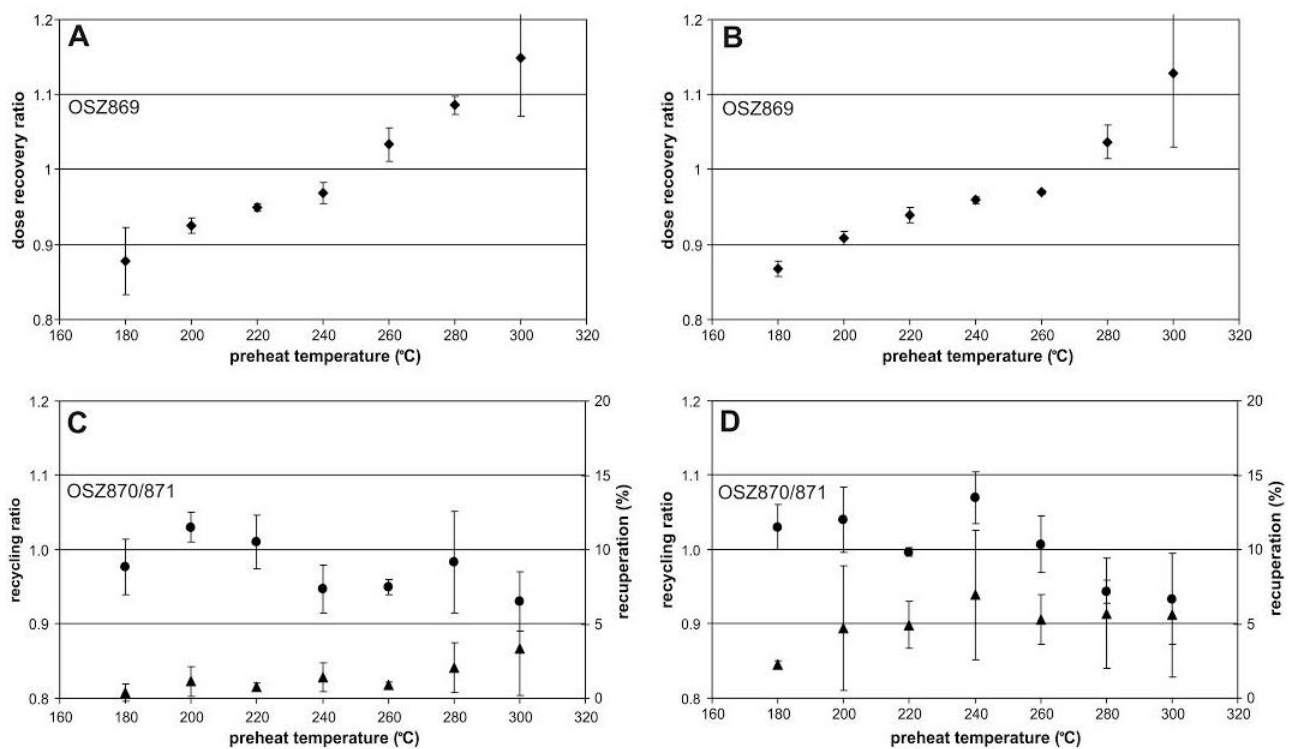 A
OSZ869
1.2
1.1
1
0.9
0.8
dose recovery ratio
160 180 200 220 240 260 280 300 320
preheat temperature (°C)
B
OSZ869
1.2
1.1
1
0.9
0.8
dose recovery ratio
160 180 200 220 240 260 280 300 320
preheat temperature (°C)
C
OSZ870/871
1.2
1.1
1.0
0.9
0.8
recycling ratio
20
15
10
5
0
recuperation (%)
160 180 200 220 240 260 280 300 320
preheat temperature (°C)
D
OSZ870/871
1.2
1.1
1.0
0.9
0.8
recycling ratio
20
15
10
5
0
recuperation (%)
160 180 200 220 240 260 280 300 320
preheat temperature (°C)